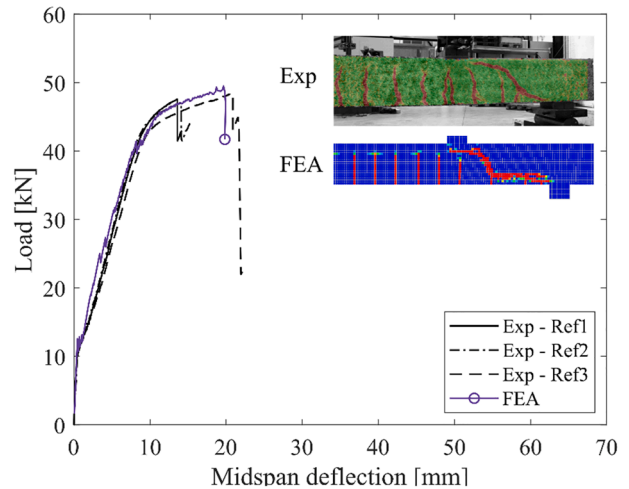 60
50
40
30
20
10
0
Load [kN]
0 10 20 30 40 50 60 70
Midspan deflection [mm]
Exp
FEA
Exp - Ref1
Exp - Ref2
Exp - Ref3
FEA